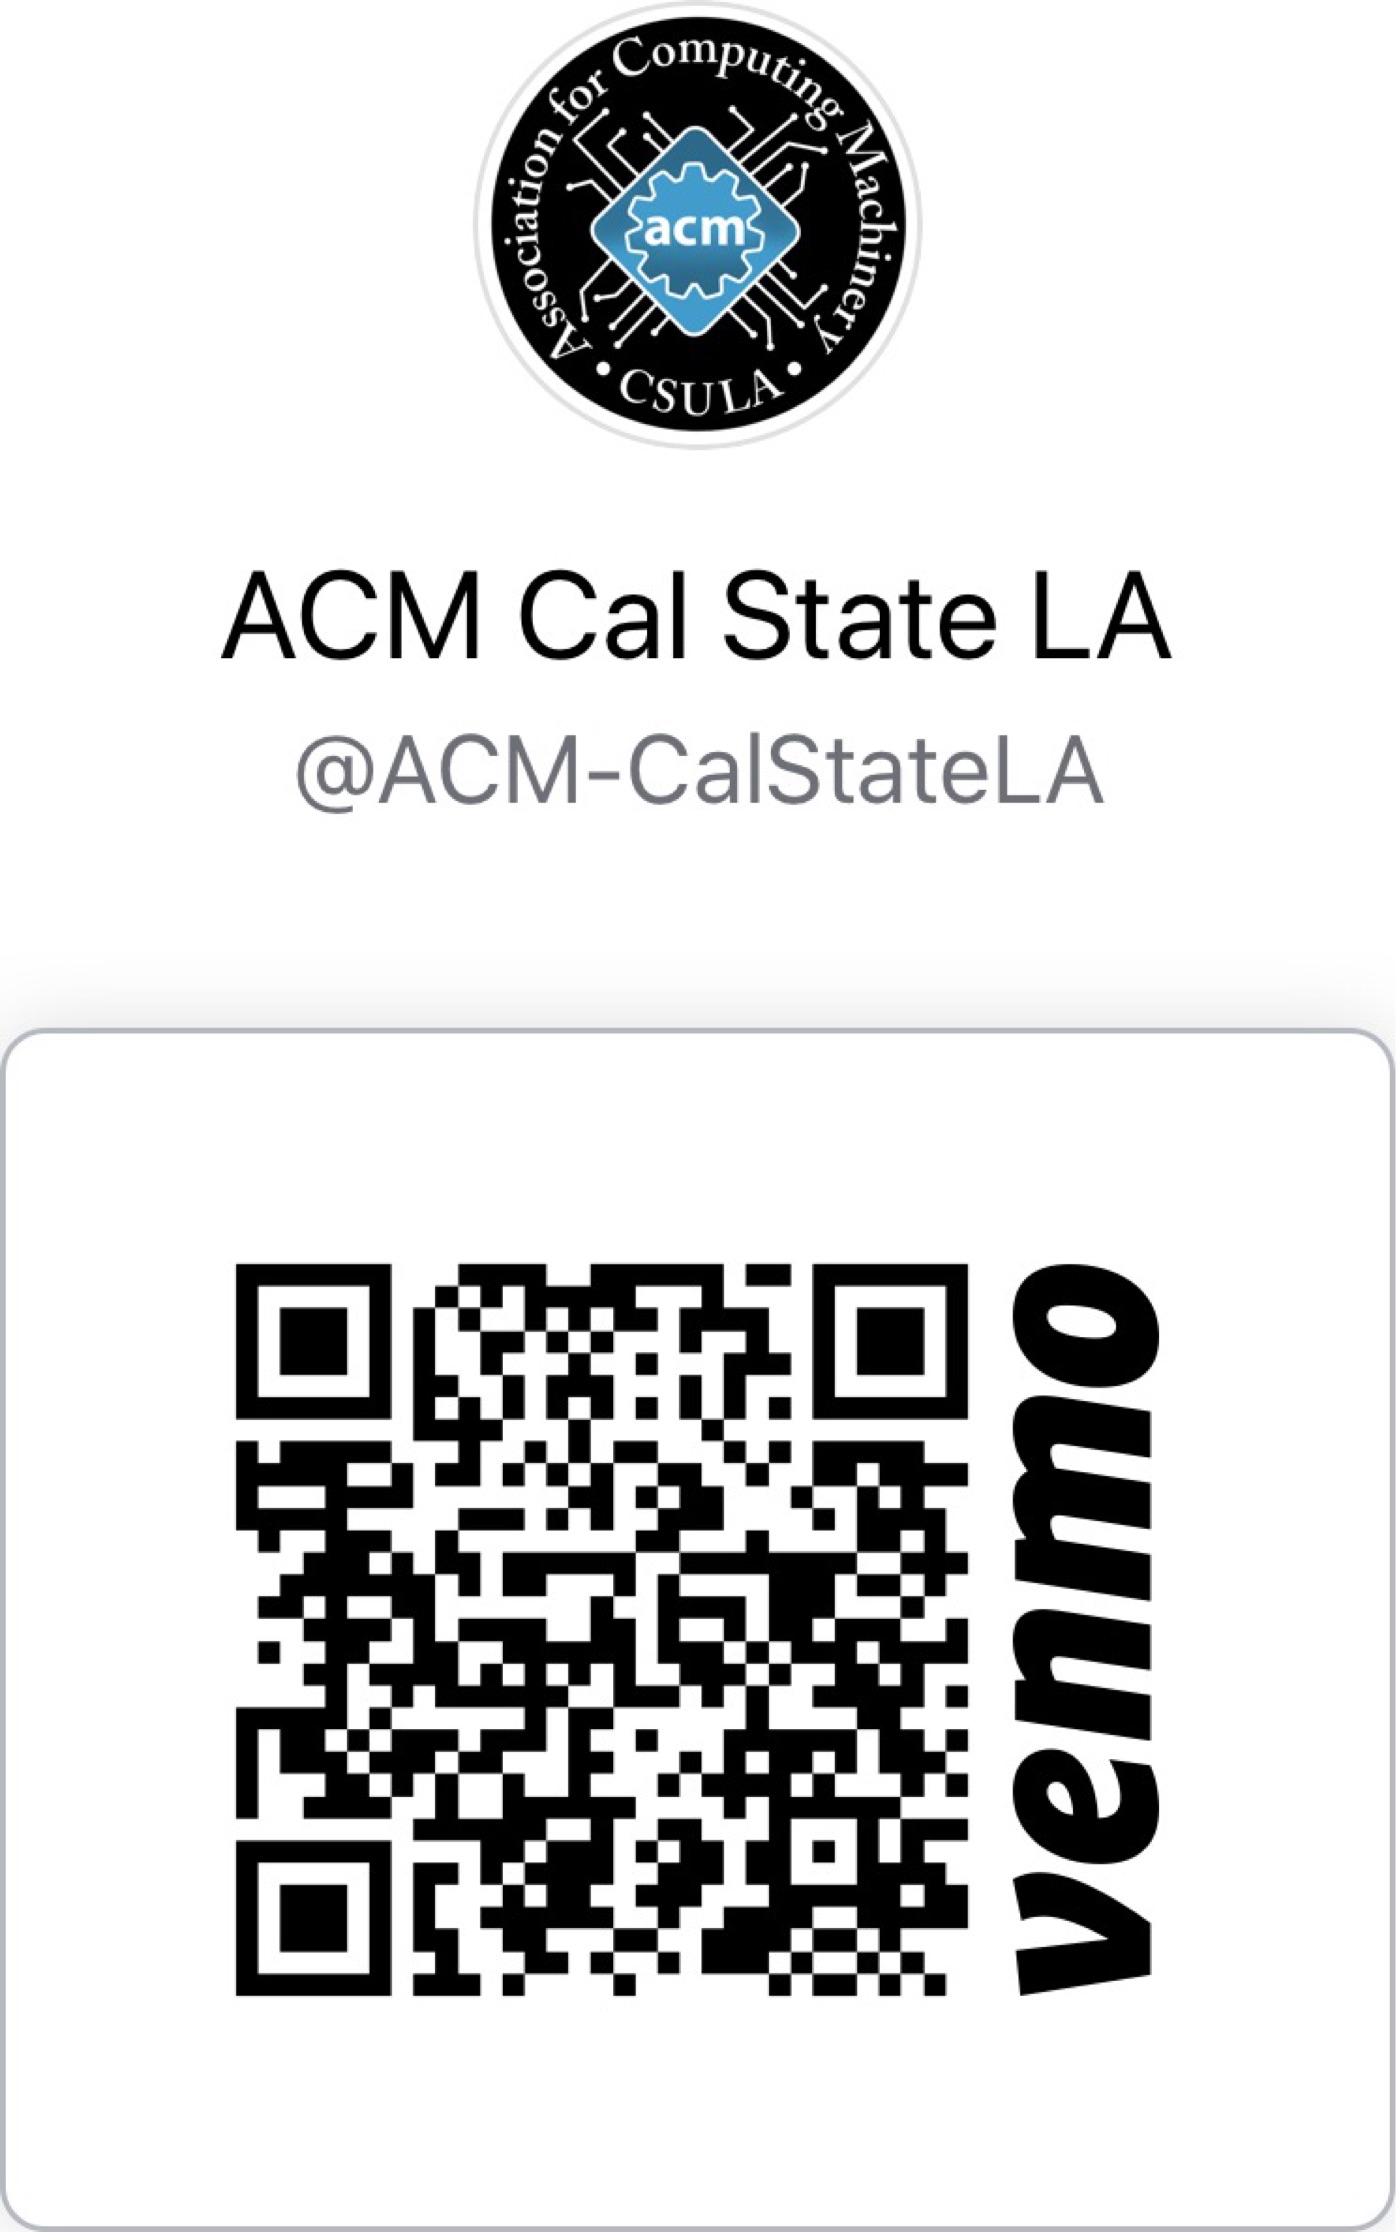 Association for Computing Machinery
• CSULA •
acm
ACM Cal State LA
@ACM-CalStateLA
venmo